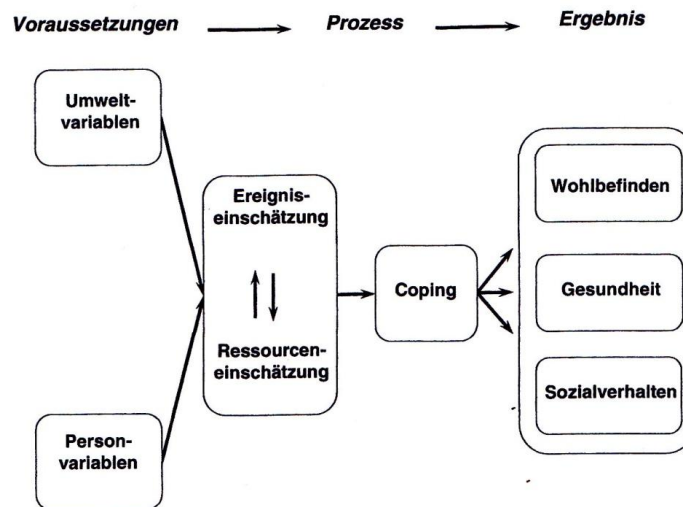 Voraussetzungen Prozess Ergebnis
Umwelt-
variablen
Ereignis-
einschätzung
Ressourcen-
einschätzung
Person-
variablen
Coping
Wohlbefinden
Gesundheit
Sozialverhalten